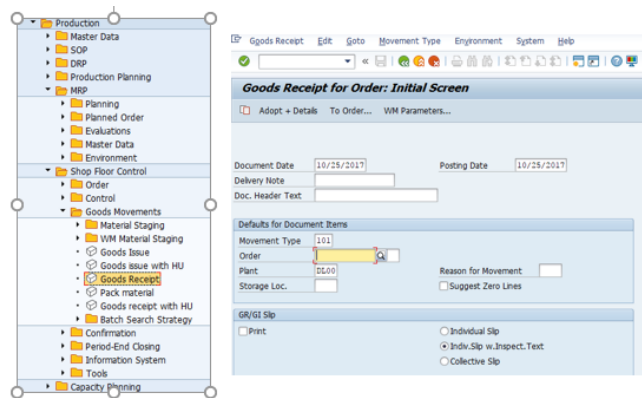 Production
Master Data
SOP
DRP
Production Planning
MRP
Planning
Planned Order
Evaluations
Master Data
Environment
Shop Floor Control
Order
Control
Goods Movements
Material Staging
WM Material Staging
Goods Issue
Goods issue with HU
Goods Receipt
Pack material
Goods receipt with HU
Batch Search Strategy
Confirmation
Period-End Closing
Information System
Tools
Capacity Planning
Goods Receipt Edit Goto Movement Type Environment System Help
Goods Receipt for Order: Initial Screen
Adopt + Details To Order... WM Parameters...
Document Date 10/25/2017 Posting Date 10/25/2017
Delivery Note
Doc. Header Text
Defaults for Document Items
Movement Type 101
Order
Plant DL00 Reason for Movement
Storage Loc. Suggest Zero Lines
GR/GI Slip
Print Individual Slip
Indiv.Slip w.Inspect.Text
Collective Slip